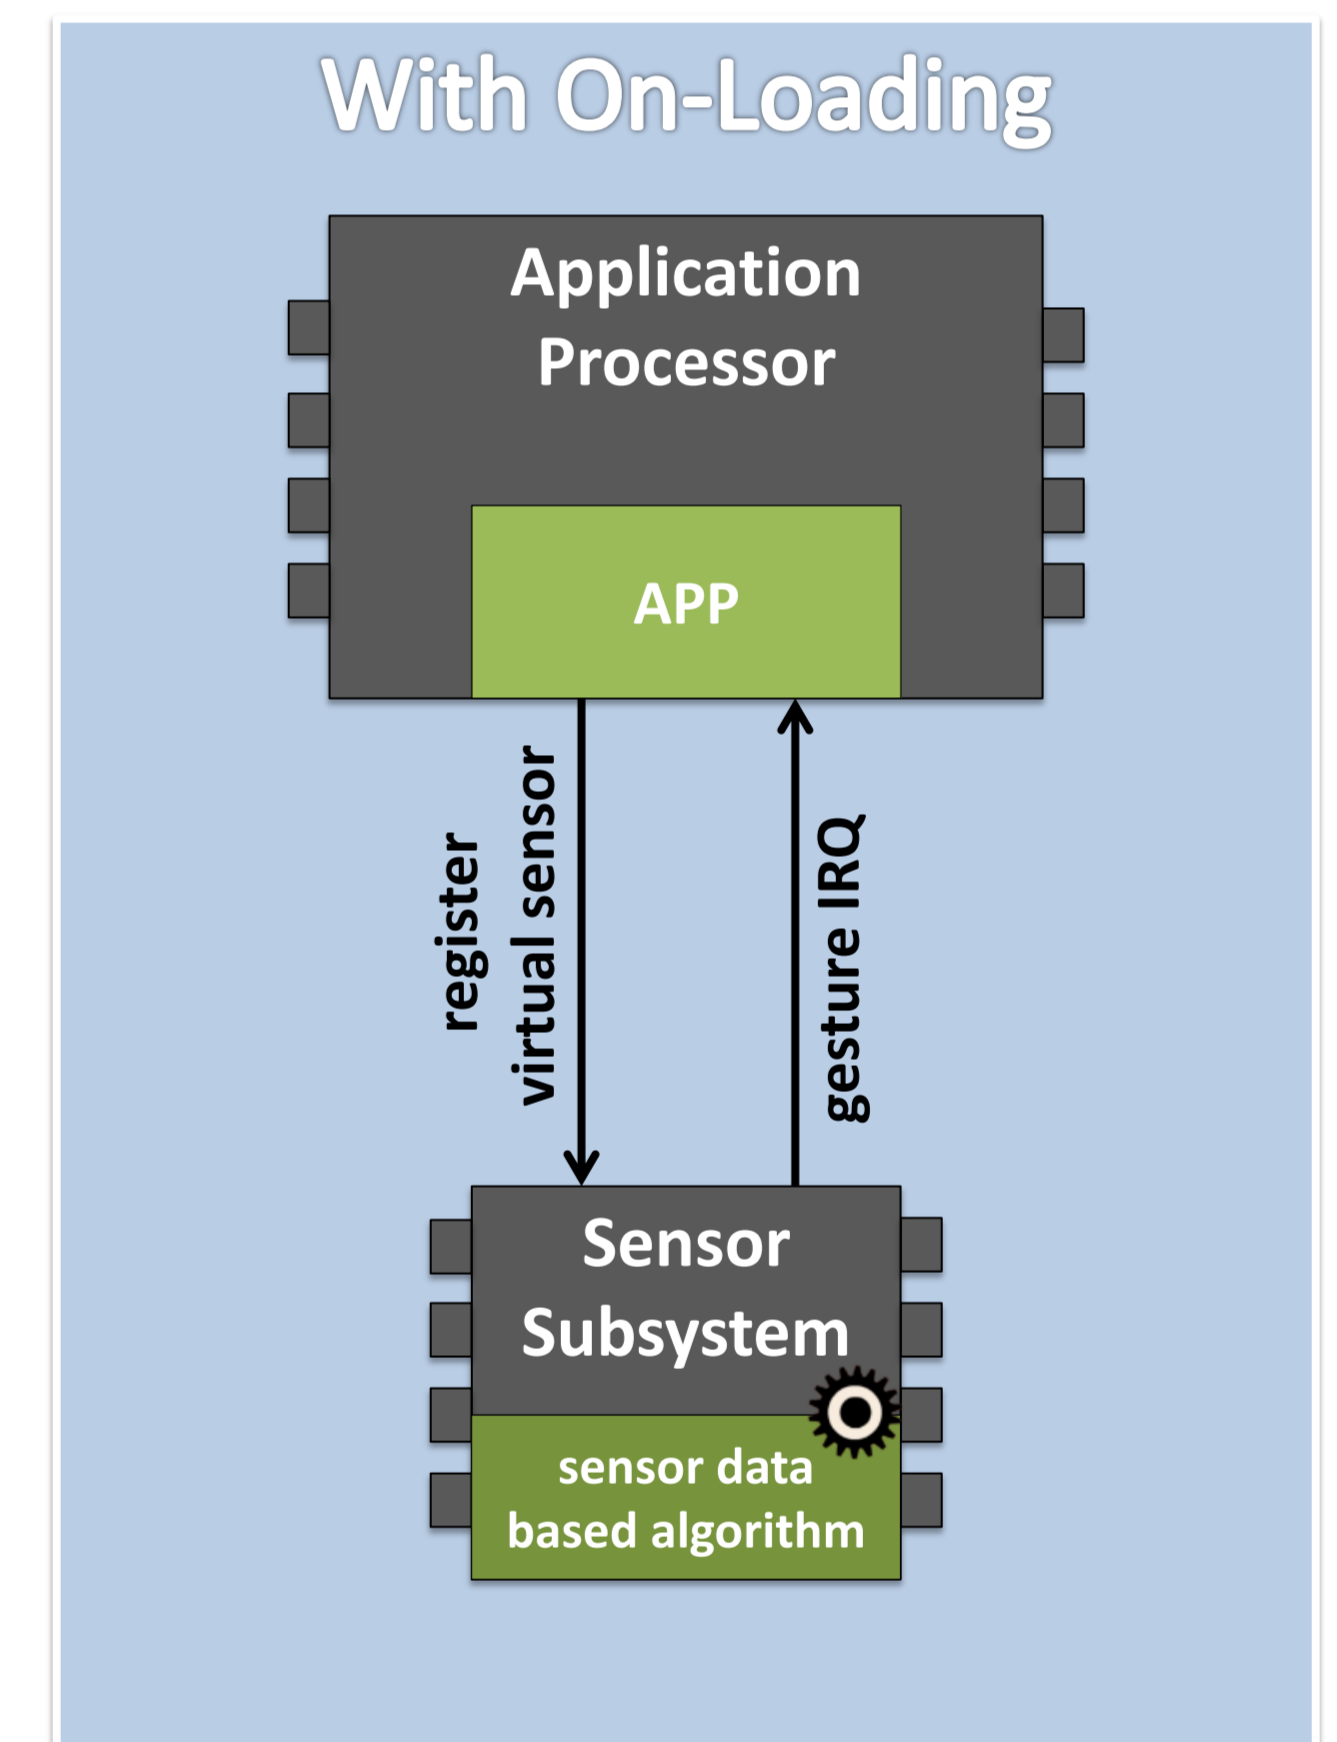 With On-Loading
Application
Processor
APP
register
virtual sensor
gesture IRQ
Sensor
Subsystem
sensor data
based algorithm